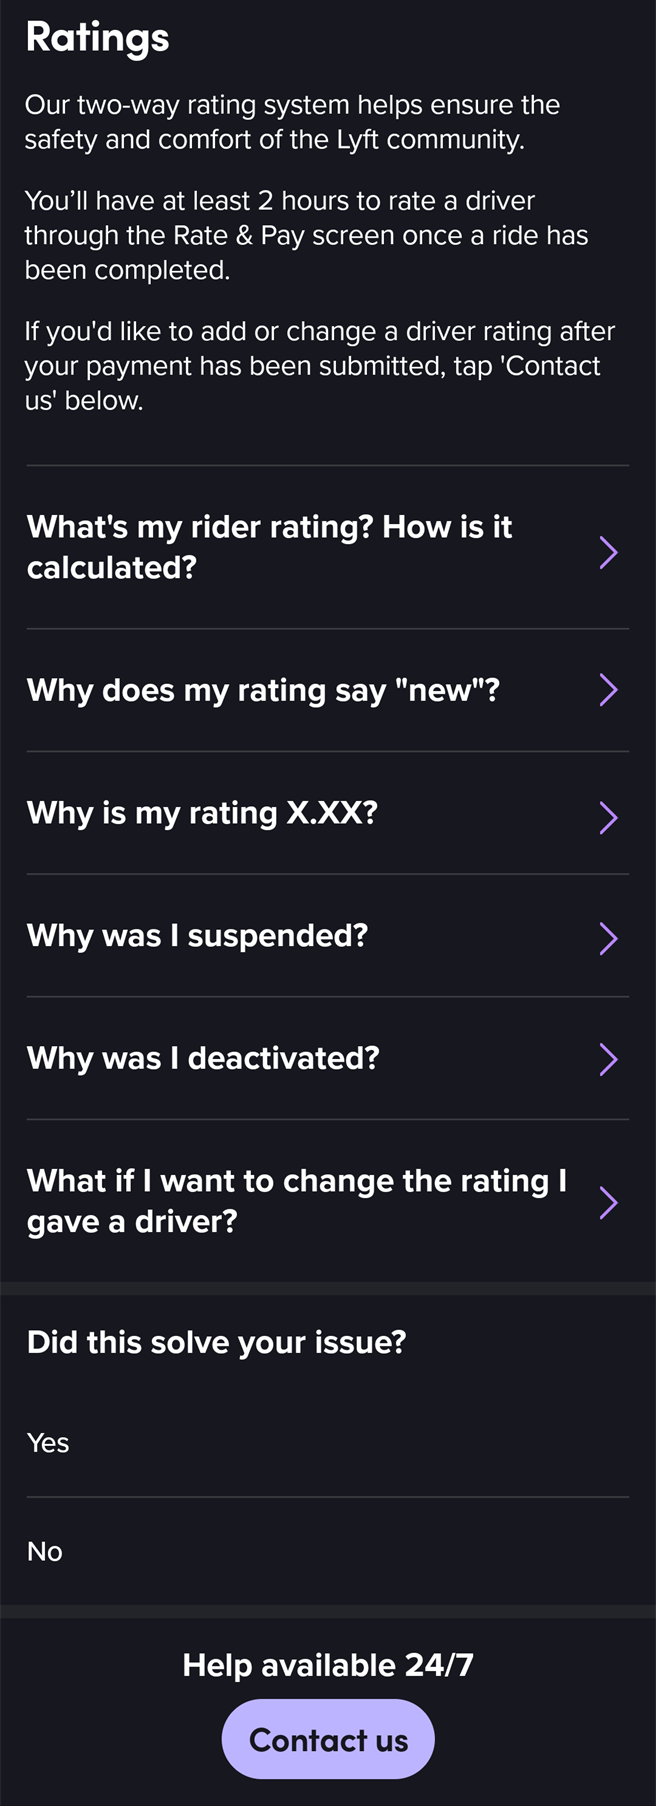 Ratings
Our two-way rating system helps ensure the
safety and comfort of the Lyft community.
You’ll have at least 2 hours to rate a driver
through the Rate & Pay screen once a ride has
been completed.
If you'd like to add or change a driver rating after
your payment has been submitted, tap 'Contact
us' below.
What's my rider rating? How is it
calculated?
Why does my rating say "new"?
Why is my rating X.XX?
Why was I suspended?
Why was I deactivated?
What if I want to change the rating I
gave a driver?
Did this solve your issue?
Yes
No
Help available 24/7
Contact us